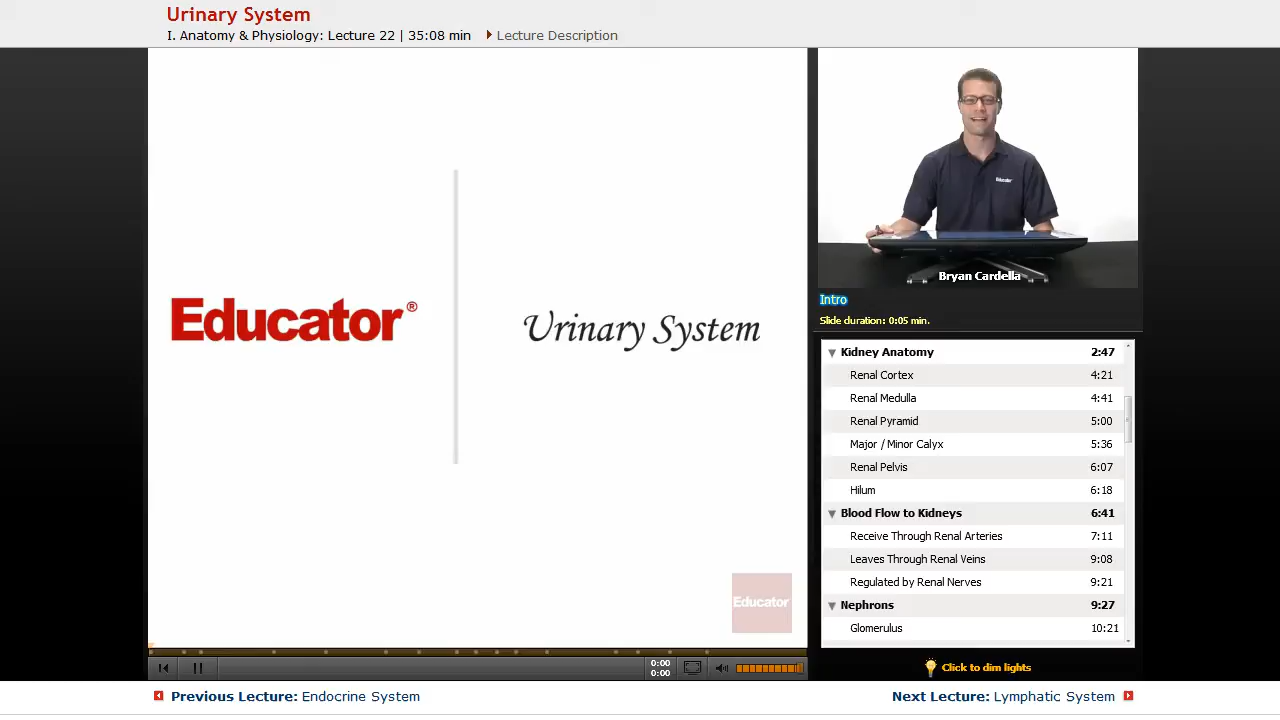 Urinary System
I. Anatomy & Physiology: Lecture 22 | 35:08 min Lecture Description
Educator®
Urinary System
Educator
Educator
Bryan Cardella
Intro
Slide duration: 0:05 min.
Kidney Anatomy 2:47
Renal Cortex 4:21
Renal Medulla 4:41
Renal Pyramid 5:00
Major / Minor Calyx 5:36
Renal Pelvis 6:07
Hilum 6:18
Blood Flow to Kidneys 6:41
Receive Through Renal Arteries 7:11
Leaves Through Renal Veins 9:08
Regulated by Renal Nerves 9:21
Nephrons 9:27
Glomerulus 10:21
0:00
0:00
Click to dim lights
Previous Lecture: Endocrine System
Next Lecture: Lymphatic System